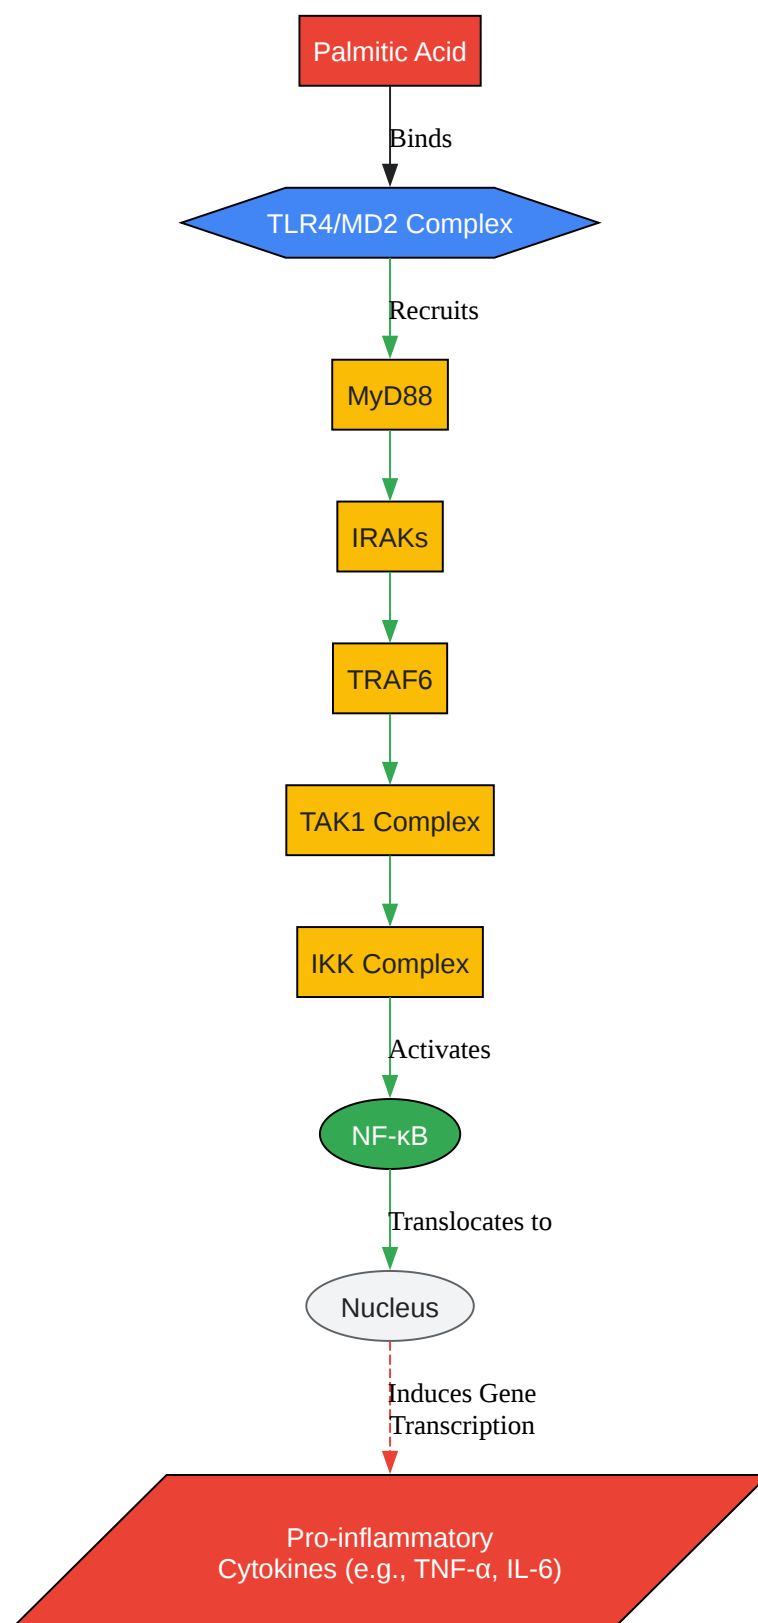 Palmitic Acid
Binds
TLR4/MD2 Complex
Recruits
MyD88
IRAKs
TRAF6
TAK1 Complex
IKK Complex
Activates
NF-κB
Translocates to
Nucleus
Induces Gene
Transcription
Pro-inflammatory
Cytokines (e.g., TNF-α, IL-6)